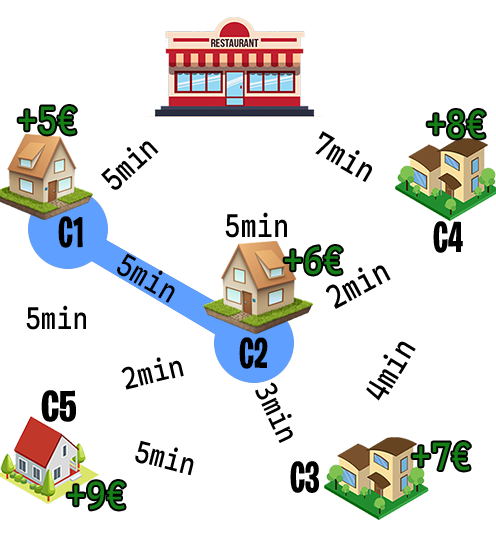 RESTAURANT
+5€
+8€
5min
7min
C1
C4
5min
+6€
5min
2min
5min
C2
2min
4min
C5
3min
5min
C3
+7€
+9€